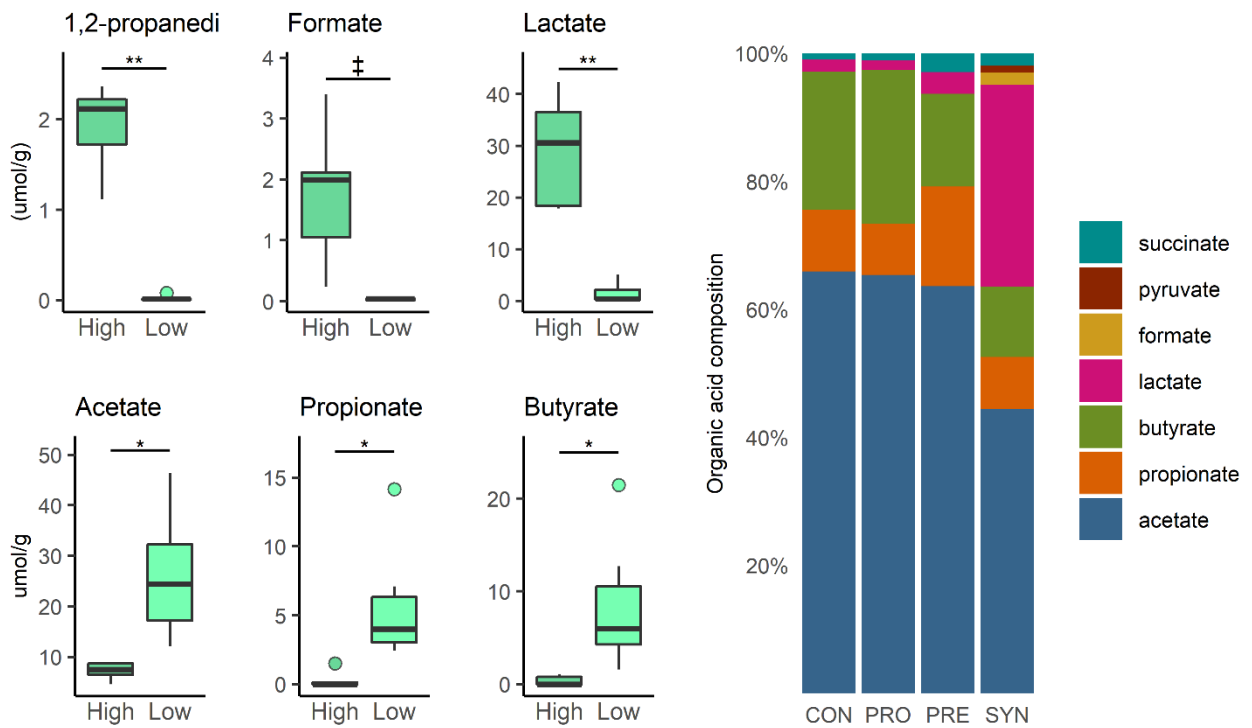 1,2-propanedi
(umol/g)
2
1
0
**
High Low
Formate
4
3
2
1
0
‡
High Low
Lactate
40
30
20
10
0
**
High Low
Acetate
umol/g
50
40
30
20
10
*
High Low
Propionate
15
10
5
0
*
High Low
Butyrate
20
10
0
*
High Low
Organic acid composition
100%
80%
60%
40%
20%
CON PRO PRE SYN
succinate
pyruvate
formate
lactate
butyrate
propionate
acetate